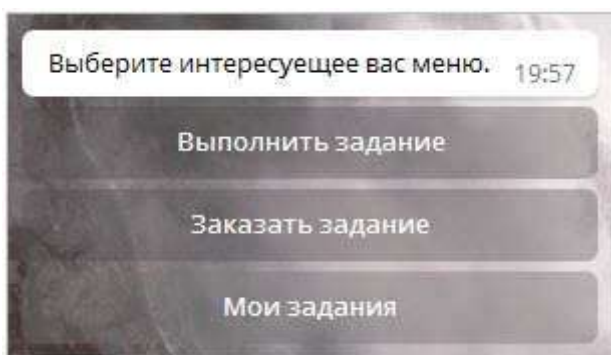 Выберите интересуещее вас меню. 19:57
Выполнить задание
Заказать задание
Мои задания